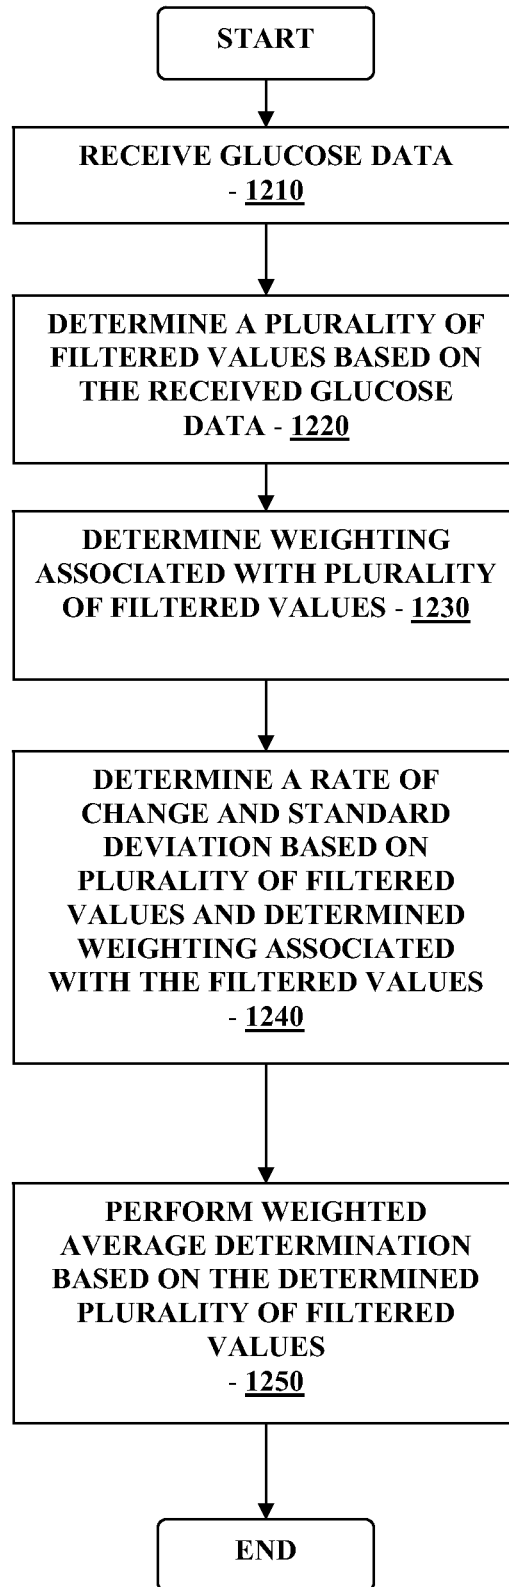 START
RECEIVE GLUCOSE DATA
- 1210
DETERMINE A PLURALITY OF
FILTERED VALUES BASED ON
THE RECEIVED GLUCOSE
DATA - 1220
DETERMINE WEIGHTING
ASSOCIATED WITH PLURALITY
OF FILTERED VALUES - 1230
DETERMINE A RATE OF
CHANGE AND STANDARD
DEVIATION BASED ON
PLURALITY OF FILTERED
VALUES AND DETERMINED
WEIGHTING ASSOCIATED
WITH THE FILTERED VALUES
- 1240
PERFORM WEIGHTED
AVERAGE DETERMINATION
BASED ON THE DETERMINED
PLURALITY OF FILTERED
VALUES
- 1250
END